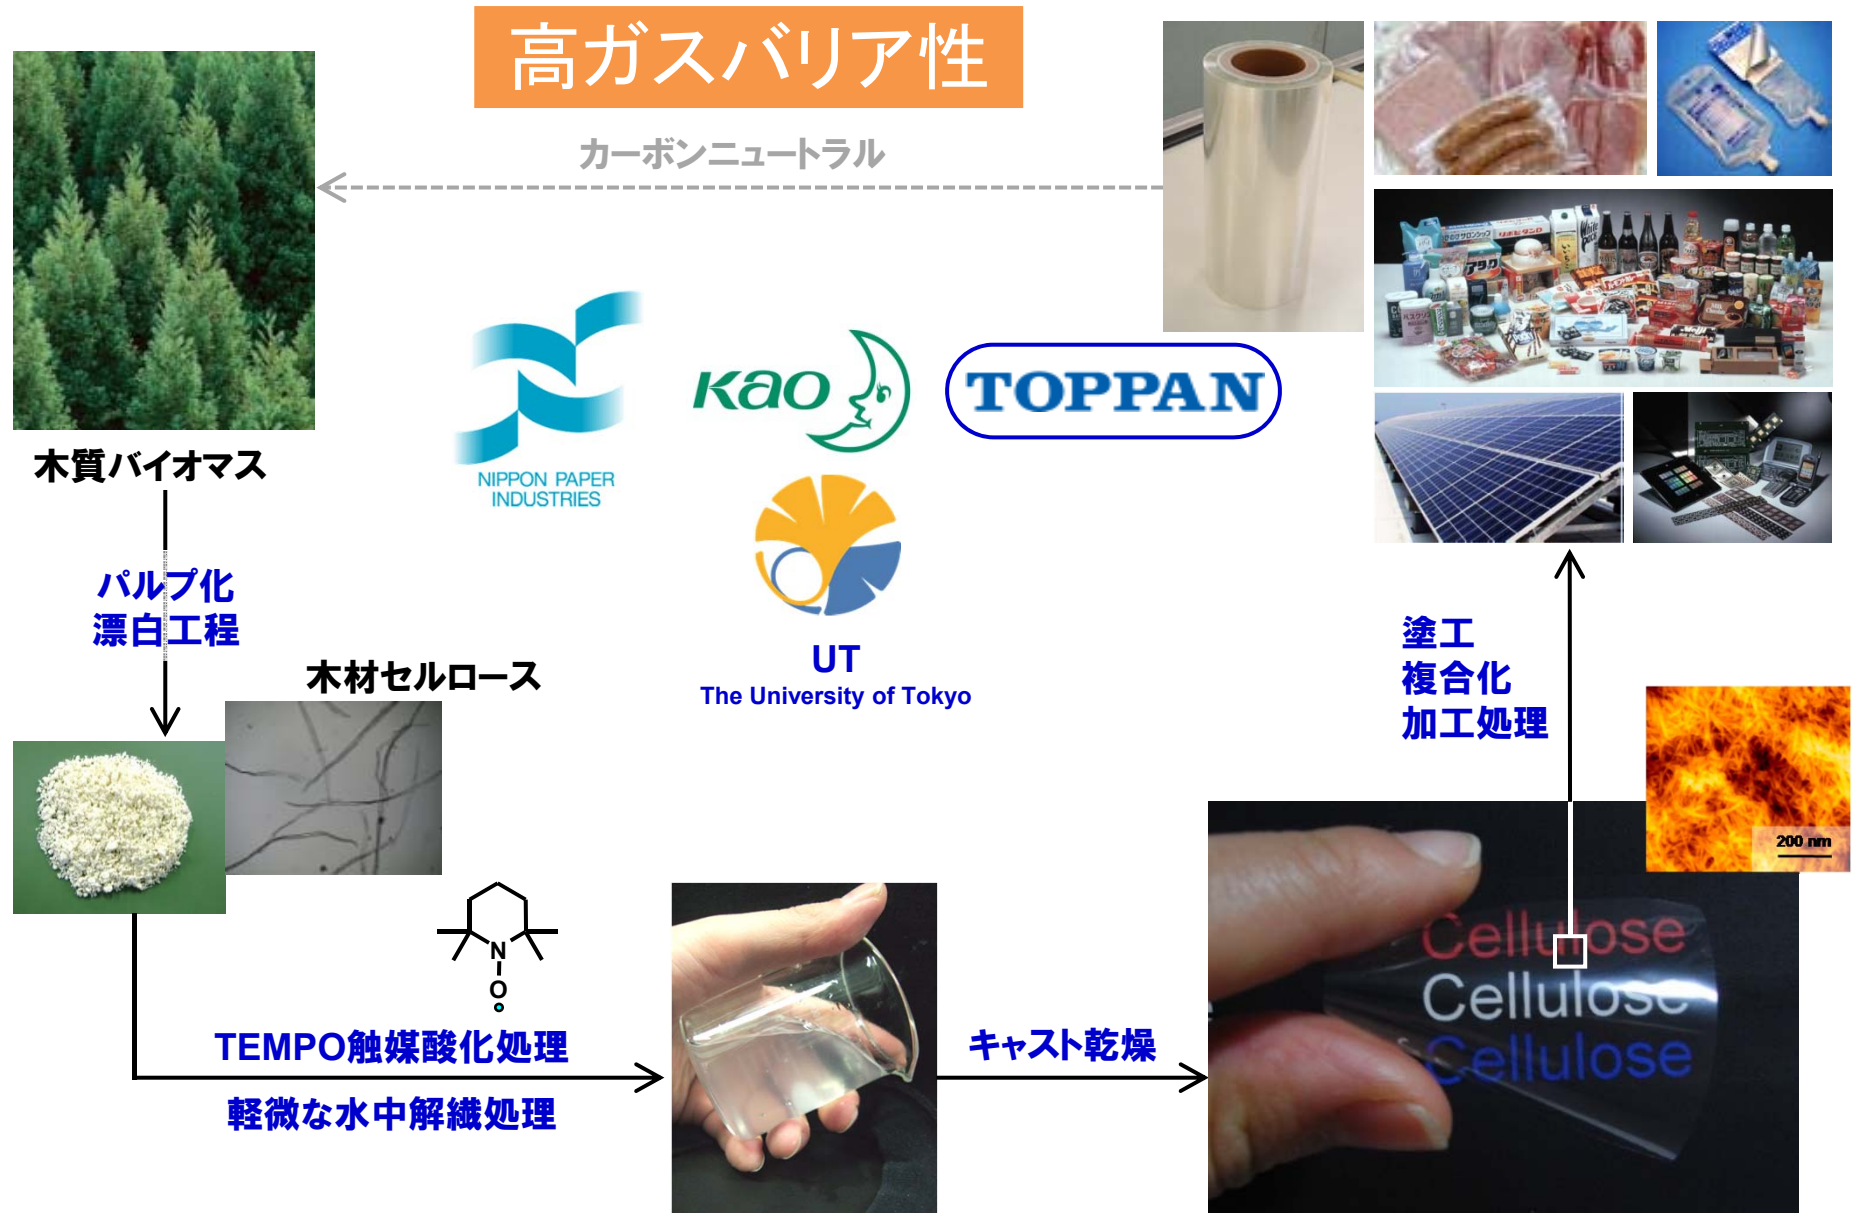 高ガスバリア性
カーボンニュートラル
木質バイオマス
パルプ化
漂白工程
木材セルロース
NIPPON PAPER
INDUSTRIES
Kao
TOPPAN
UT
The University of Tokyo
N
O
TEMPO触媒酸化処理
軽微な水中解繊処理
キャスト乾燥
塗工
複合化
加工処理
200 nm
Cellulose
Cellulose
Cellulose
アタック